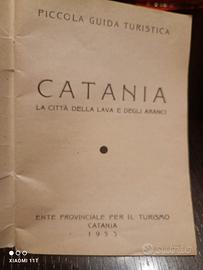 PICCOLA GUIDA TURISTICA
CATANIA
LA CITTÀ DELLA LAVA E DEGLI ARANCI
ENTE PROVINCIALE PER IL TURISMO
CATANIA
1955
XIAOMI 11T
subito